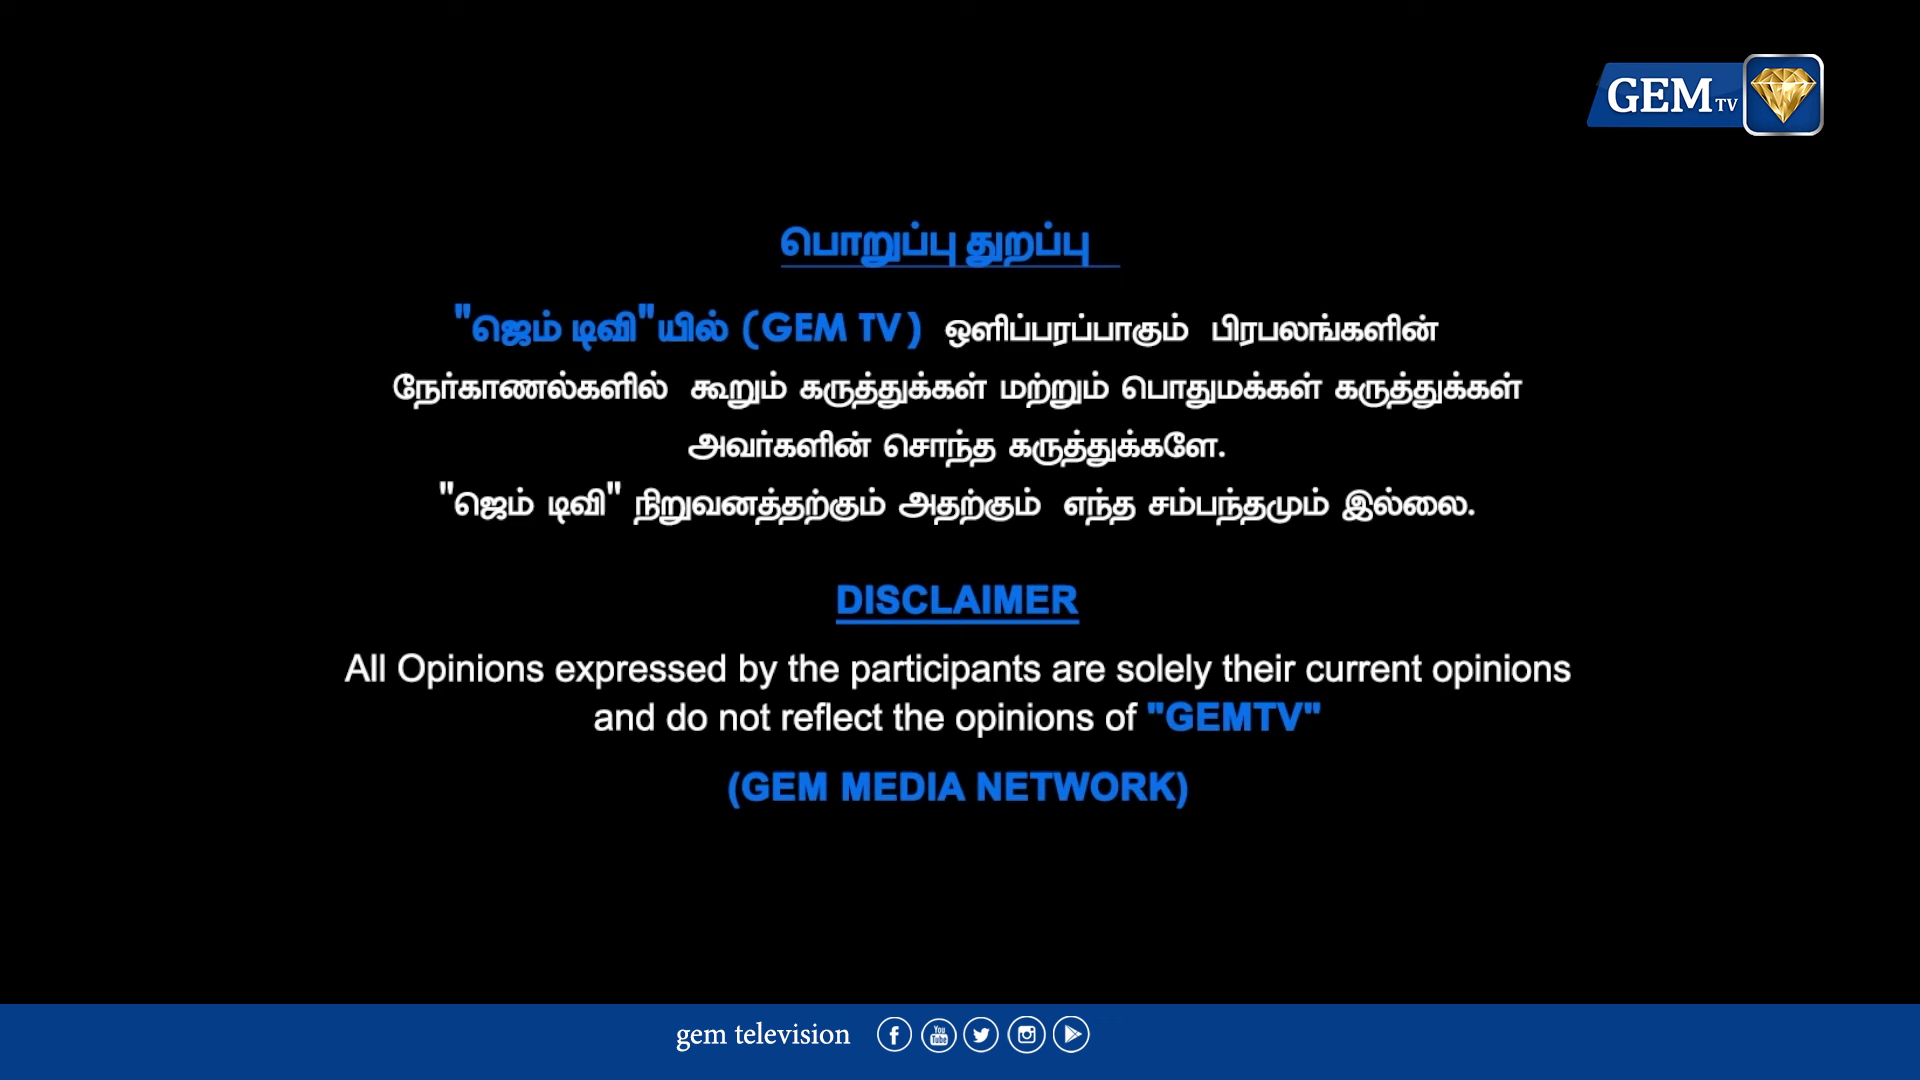 GEM TV
பொறுப்பு துறப்பு
"ஜெம் டிவி"யில் (GEM TV) ஒளிப்பரப்பாகும் பிரபலங்களின்
நேர்காணல்களில் கூறும் கருத்துக்கள் மற்றும் பொதுமக்கள் கருத்துக்கள்
அவர்களின் சொந்த கருத்துக்களே.
"ஜெம் டிவி" நிறுவனத்தற்கும் அதற்கும் எந்த சம்பந்தமும் இல்லை.
DISCLAIMER
All Opinions expressed by the participants are solely their current opinions
and do not reflect the opinions of "GEMTV"
(GEM MEDIA NETWORK)
gem television f You Tube